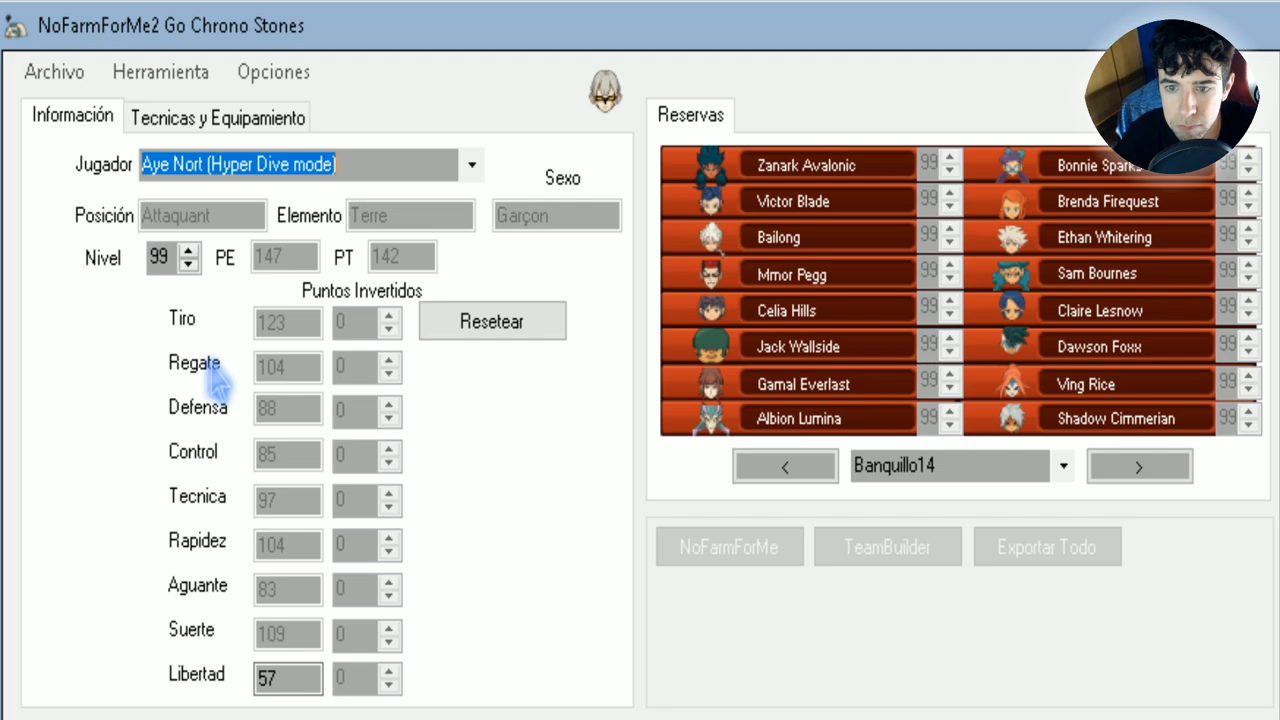 NoFarmForMe2 Go Chrono Stones
Archivo Herramienta Opciones
Información Tecnicas y Equipamiento
Jugador Aye Nort (Hyper Dive mode)
Sexo
Posición Attaquant Elemento Terre Garçon
Nivel 99 PE 147 PT 142
Puntos Invertidos
Tiro 123 0 Resetear
Regate 104 0
Defensa 88 0
Control 85 0
Tecnica 97 0
Rapidez 104 0
Aguante 83 0
Suerte 109 0
Libertad 57 0
Reservas
Zanark Avalonic 99 Bonnie 99
Victor Blade 99 Brenda Firequest 99
Bailong 99 Ethan Whitering 99
Mmor Pegg 99 Sam Bournes 99
Celia Hills 99 Claire Lesnow 99
Jack Wallside 99 Dawson Foxx 99
Gamal Everlast 99 Ving Rice 99
Albion Lumina 99 Shadow Cimmerian 99
< Banquillo14 >
NoFarmForMe TeamBuilder Exportar Todo